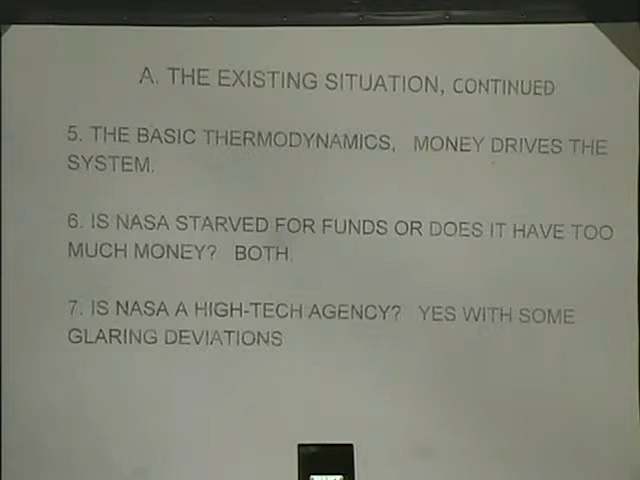 A. THE EXISTING SITUATION, CONTINUED
5. THE BASIC THERMODYNAMICS, MONEY DRIVES THE
SYSTEM.
6. IS NASA STARVED FOR FUNDS OR DOES IT HAVE TOO
MUCH MONEY? BOTH.
7. IS NASA A HIGH-TECH AGENCY? YES WITH SOME
GLARING DEVIATIONS